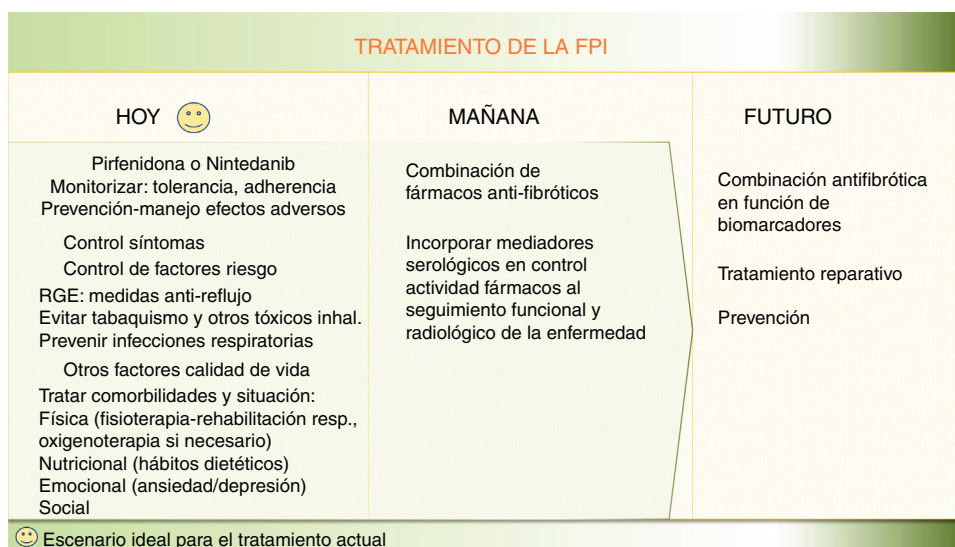 TRATAMIENTO DE LA FPI
HOY
Pirfenidona o Nintedanib
Monitorizar: tolerancia, adherencia
Prevención-manejo efectos adversos
Control síntomas
Control de factores riesgo
RGE: medidas anti-reflujo
Evitar tabaquismo y otros tóxicos inhal.
Prevenir infecciones respiratorias
Otros factores calidad de vida
Tratar comorbilidades y situación:
Física (fisioterapia-rehabilitación resp.,
oxigenoterapia si necesario)
Nutricional (hábitos dietéticos)
Emocional (ansiedad/depresión)
Social
MAÑANA
Combinación de
fármacos anti-fibróticos
Incorporar mediadores
serológicos en control
actividad fármacos al
seguimiento funcional y
radiológico de la enfermedad
FUTURO
Combinación antifibrótica
en función de
biomarcadores
Tratamiento reparativo
Prevención
Escenario ideal para el tratamiento actual